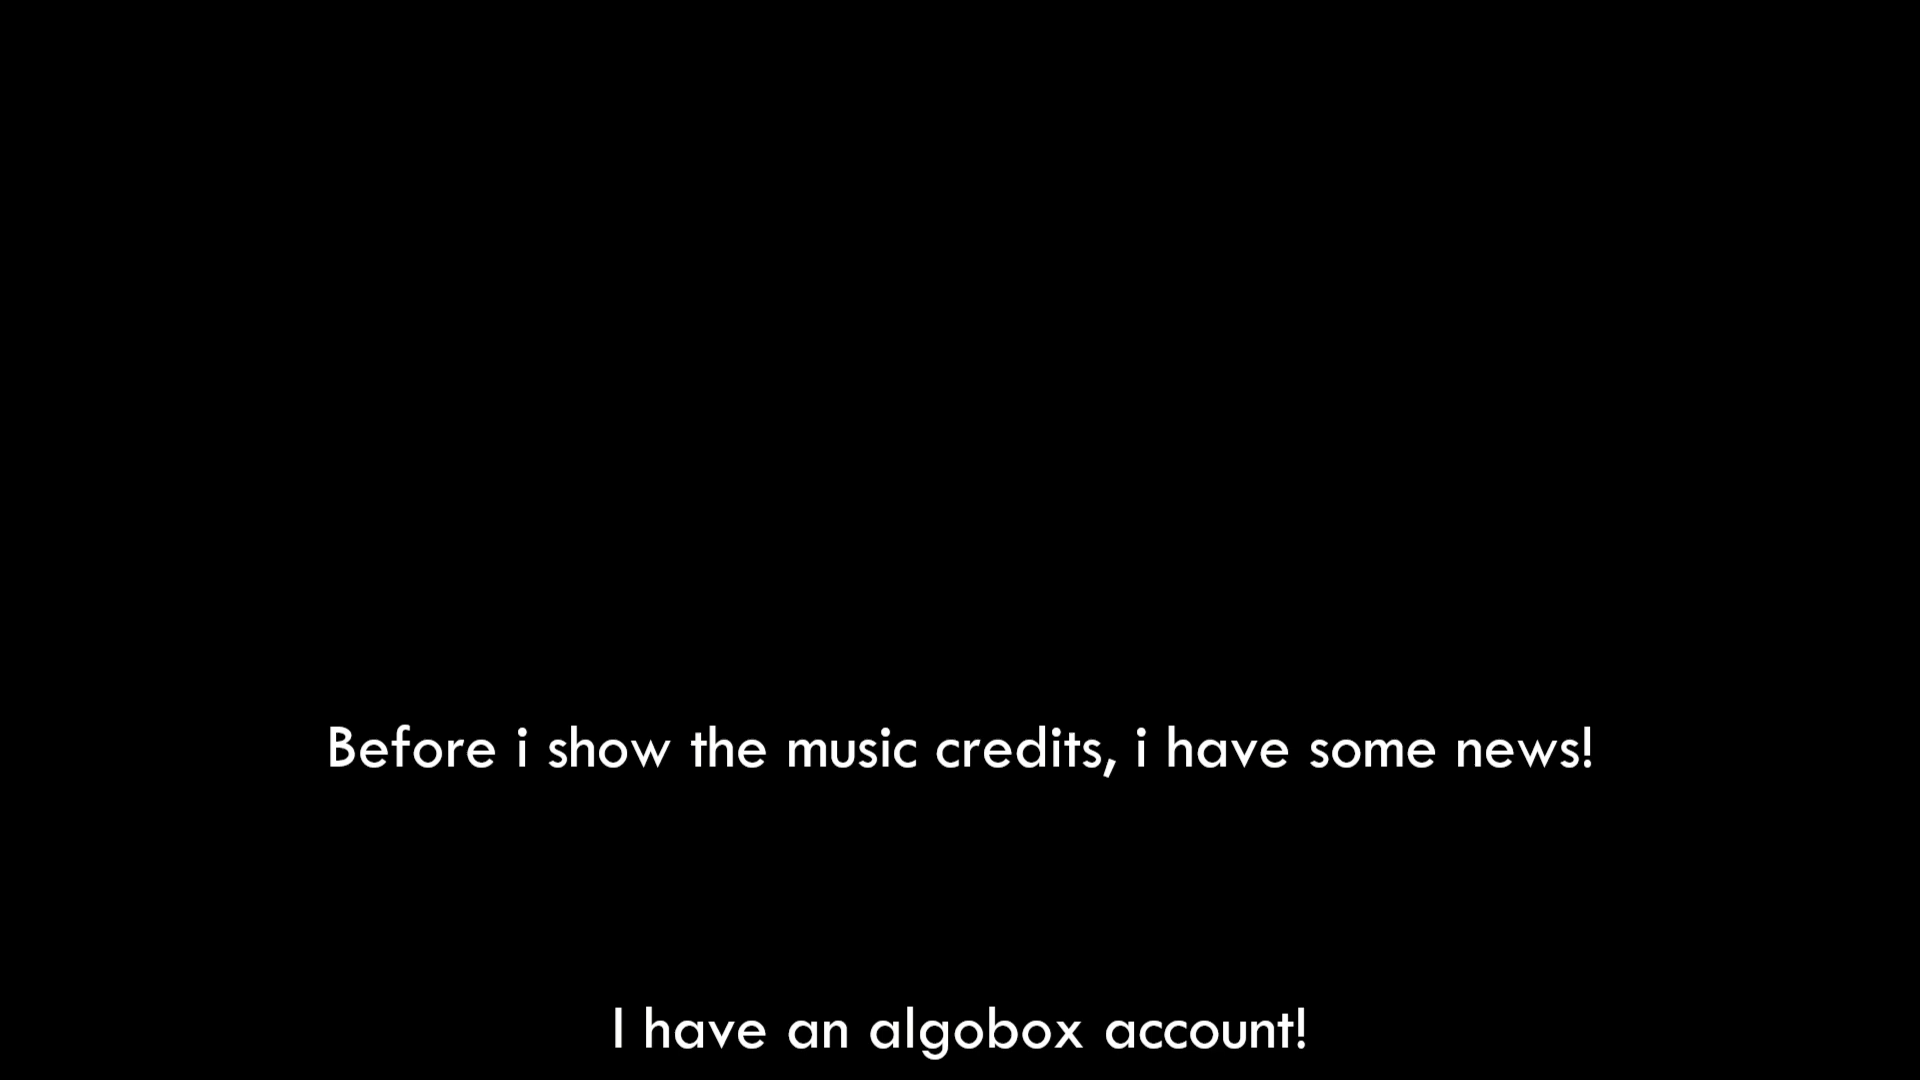 Before i show the music credits, i have some news!
I have an algobox account!